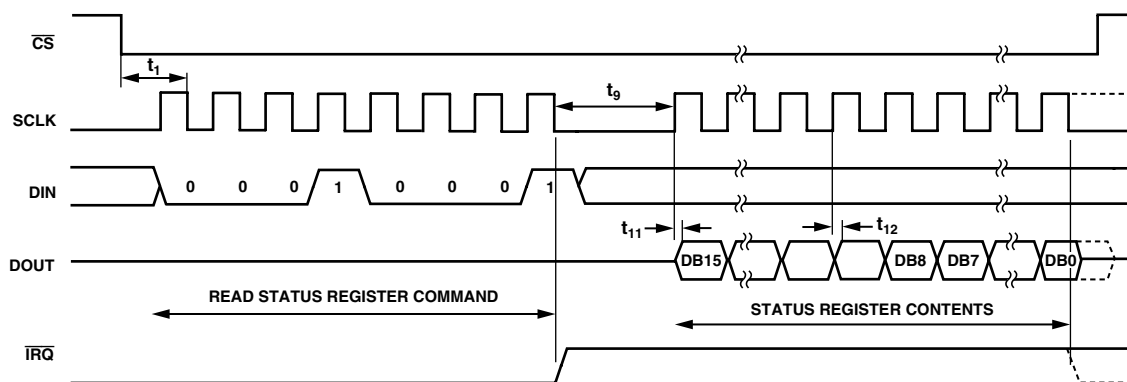 CS
t1
t9
SCLK
DIN
0 0 0 1 0 0 0 1
t11
t12
DOUT
DB15
DB8
DB7
DB0
READ STATUS REGISTER COMMAND
STATUS REGISTER CONTENTS
IRQ